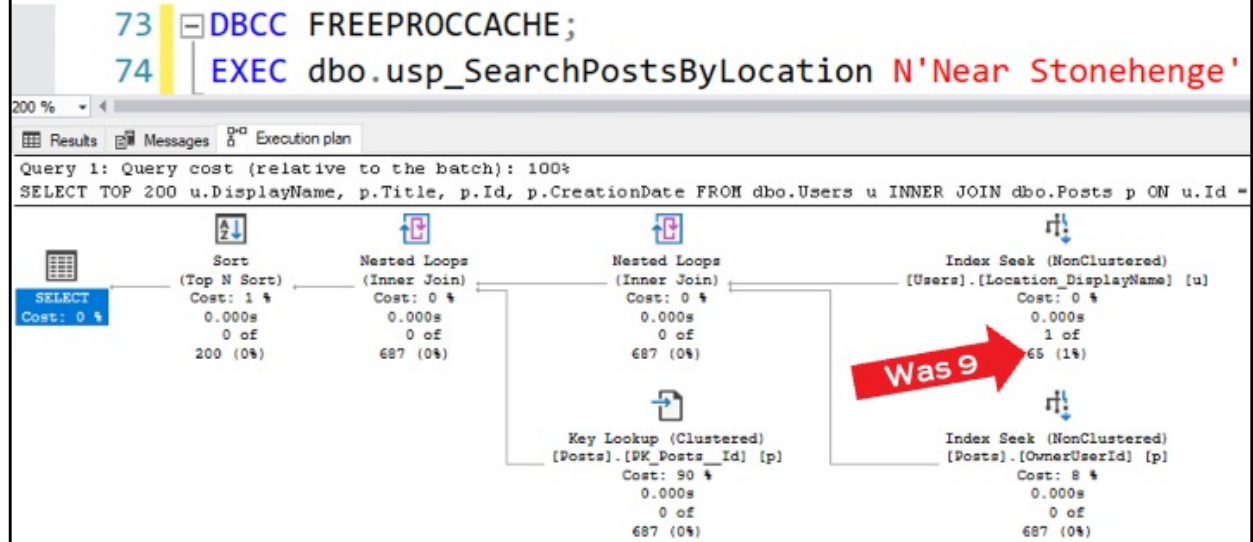 73 DBCC FREEPROCCACHE;
74 EXEC dbo.usp_SearchPostsByLocation N'Near Stonehenge'
200 %
Results Messages Execution plan
Query 1: Query cost (relative to the batch): 100%
SELECT TOP 200 u.DisplayName, p.Title, p.Id, p.CreationDate FROM dbo.Users u INNER JOIN dbo.Posts p ON u.Id =
SELECT
Cost: 0 %
Sort
(Top N Sort)
Cost: 1 %
0.000s
0 of
200 (0%)
Nested Loops
(Inner Join)
Cost: 0 %
0.000s
0 of
687 (0%)
Nested Loops
(Inner Join)
Cost: 0 %
0.000s
0 of
687 (0%)
Index Seek (NonClustered)
[Users].[Location_DisplayName] [u]
Cost: 0 %
0.000s
1 of
65 (1%)
Was 9
Key Lookup (Clustered)
[Posts].[PK_Posts__Id] [p]
Cost: 90 %
0.000s
0 of
687 (0%)
Index Seek (NonClustered)
[Posts].[OwnerUserId] [p]
Cost: 8 %
0.000s
0 of
687 (0%)